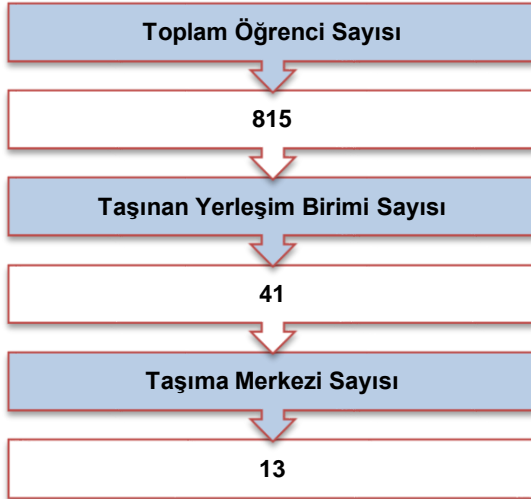 Toplam Öğrenci Sayısı
815
Taşınan Yerleşim Birimi Sayısı
41
Taşıma Merkezi Sayısı
13